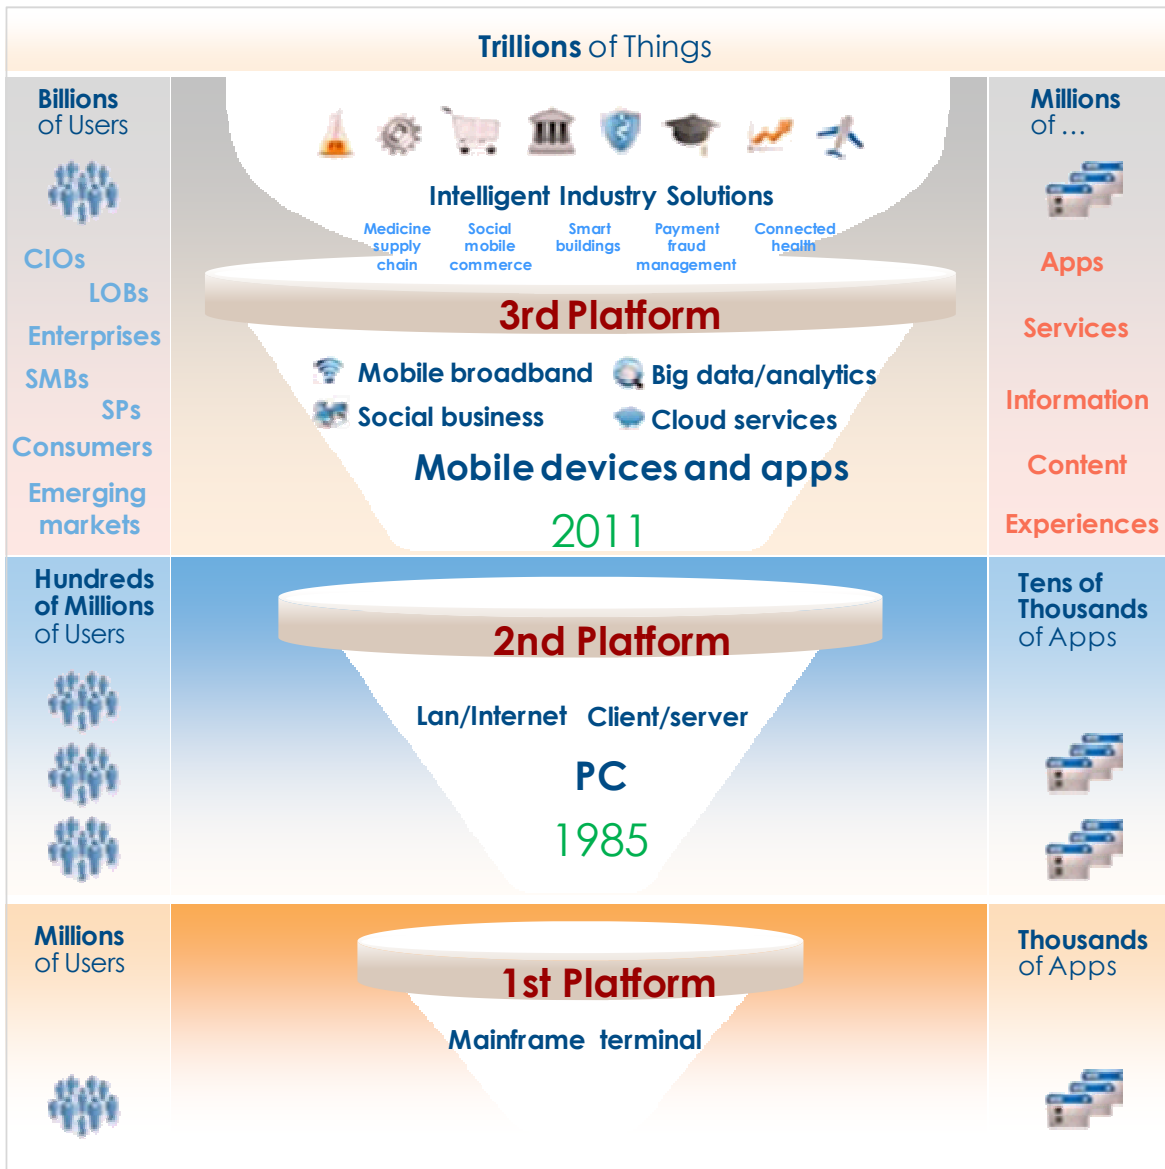 Trillions of Things
Billions
of Users
CIOs
LOBs
Enterprises
SMBs
SPs
Consumers
Emerging
markets
Intelligent Industry Solutions
Medicine
supply
chain
Social
mobile
commerce
Smart
buildings
Payment
fraud
management
Connected
health
3rd Platform
Mobile broadband
Big data/analytics
Social business
Cloud services
Mobile devices and apps
2011
Millions
of ...
Apps
Services
Information
Content
Experiences
Hundreds
of Millions
of Users
2nd Platform
Lan/Internet Client/server
PC
1985
Tens of
Thousands
of Apps
Millions
of Users
1st Platform
Mainframe terminal
Thousands
of Apps